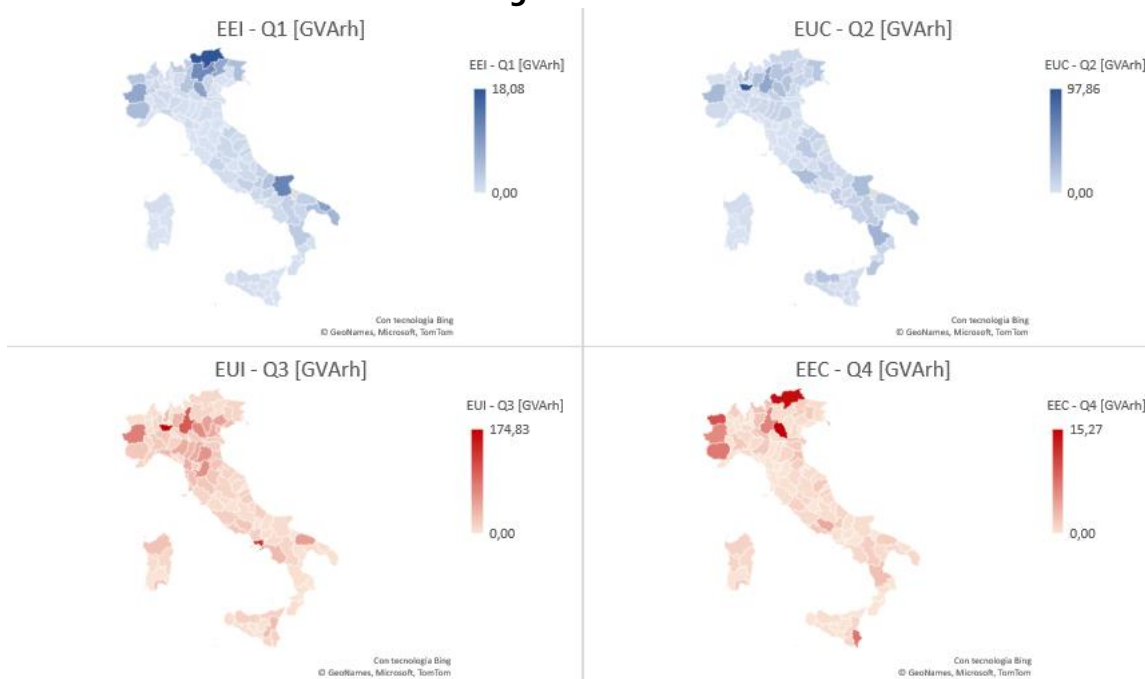 EEI - Q1 [GVArh]
EEI - Q1 [GVArh]
18,08
0,00
Con tecnologia Bing
© GeoNames, Microsoft, TomTom
EUC - Q2 [GVArh]
EUC - Q2 [GVArh]
97,86
0,00
Con tecnologia Bing
© GeoNames, Microsoft, TomTom
EUI - Q3 [GVArh]
EUI - Q3 [GVArh]
174,83
0,00
Con tecnologia Bing
© GeoNames, Microsoft, TomTom
EEC - Q4 [GVArh]
EEC - Q4 [GVArh]
15,27
0,00
Con tecnologia Bing
© GeoNames, Microsoft, TomTom